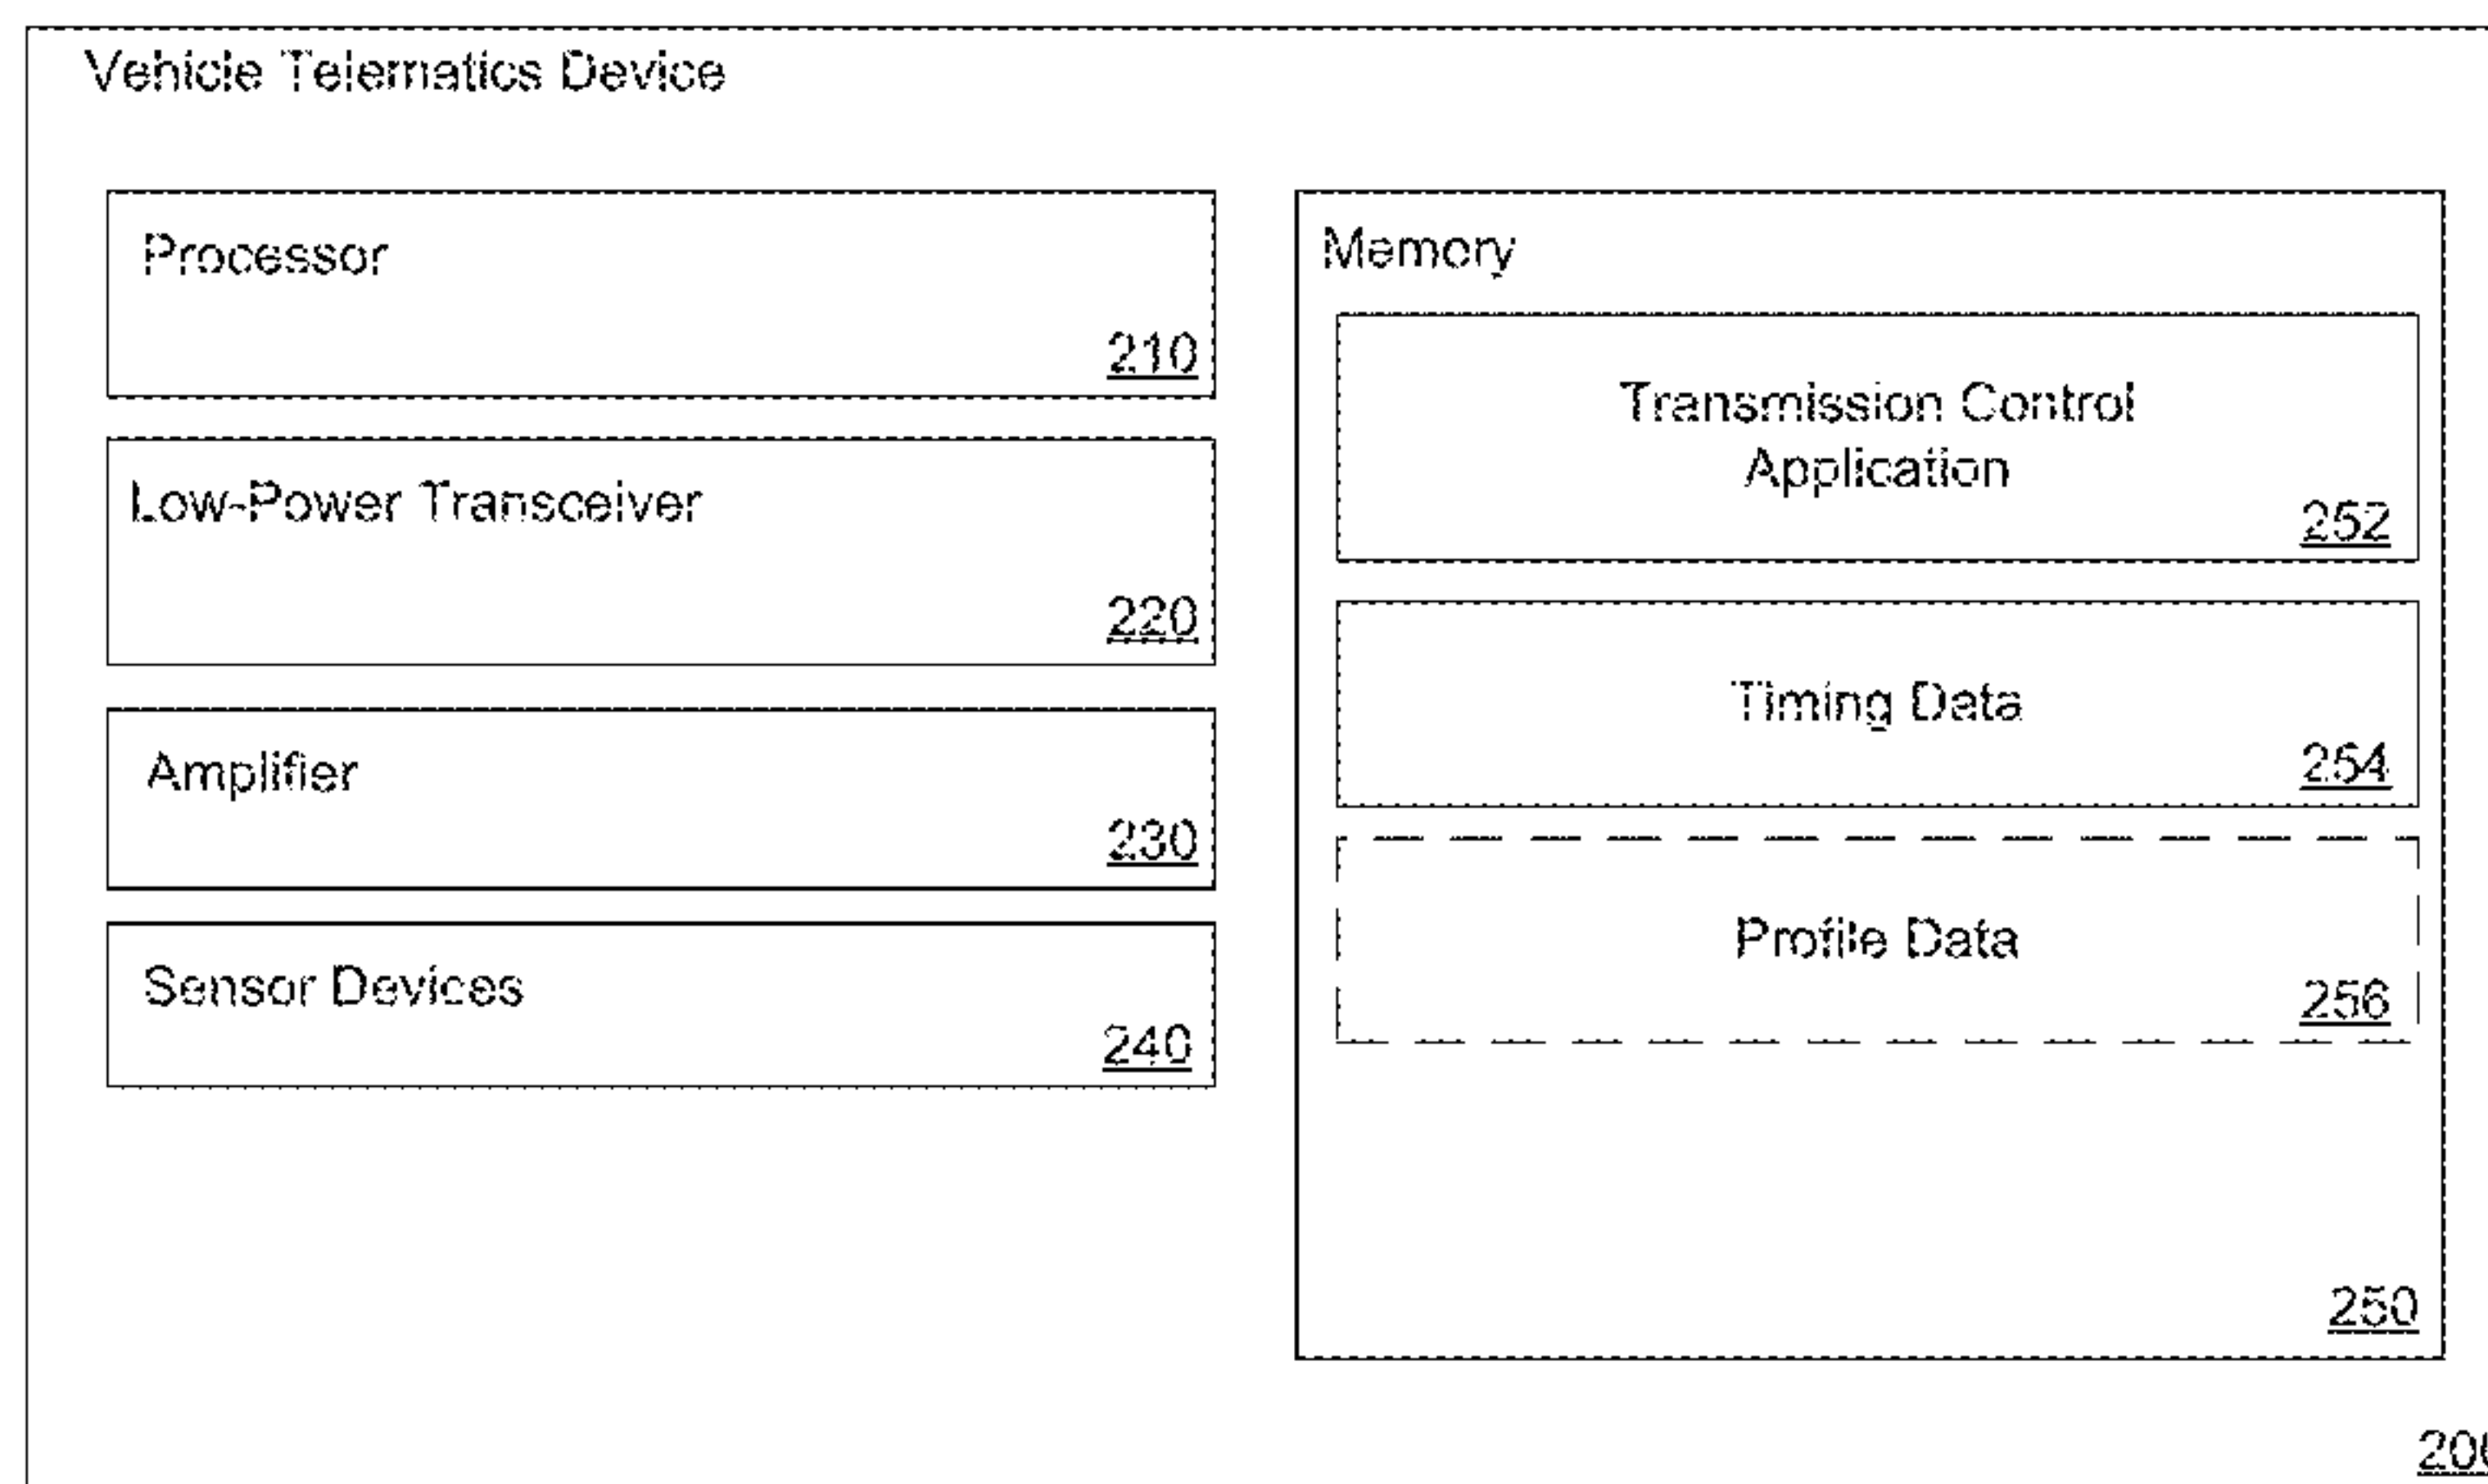 Vehicle Telematics Device
Processor
210
Low-Power Transceiver
220
Amplifier
230
Sensor Devices
240
Memory
Transmission Control
Application
252
Timing Data
254
Profile Data
256
250
200